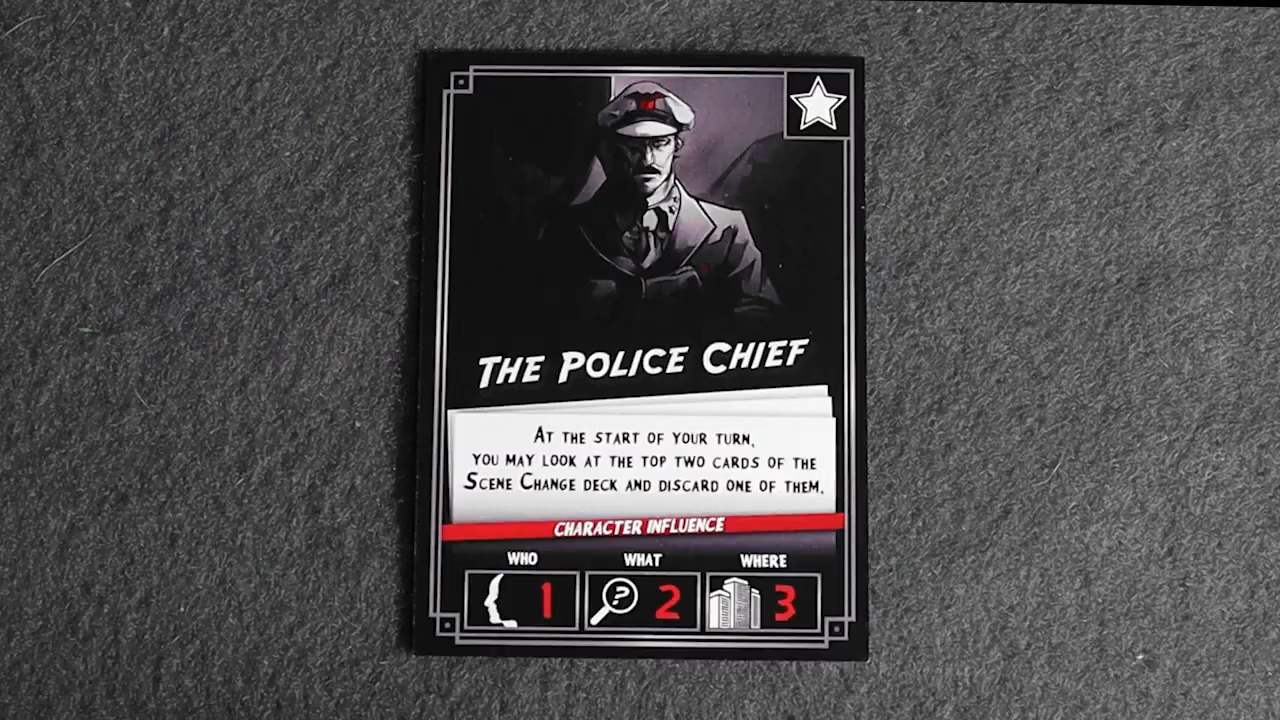 The Police Chief
At the start of your turn,
you may look at the top two cards of the
Scene Change deck and discard one of them.
CHARACTER INFLUENCE
WHO WHAT WHERE
1 ? 2 3